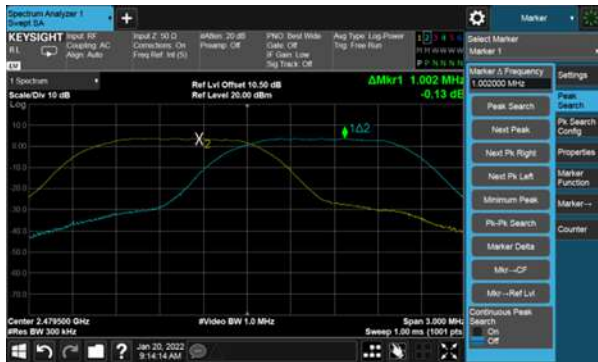 Spectrum Analyzer 1
Swept SA
+
Marker
KEYSIGHT
Input: RF
Coupling: AC
Align: Auto
Input Z: 50 Ω
Corrections: On
Freq Ref: Int (S)
#Atten: 20 dB
Preamp: Off
PNO: Best Wide
Gate: Off
IF Gain: Low
Sig Track: Off
Avg Type: Log-Power
Trig: Free Run
1 2 3 4 5 6
M W W W W W
P P N N N N
RL
Select Marker
Marker 1
1 Spectrum
Scale/Div 10 dB
Ref Lvl Offset 10.50 dB
Ref Level 20.00 dBm
ΔMkr1 1.002 MHz
-0.13 dB
Log
10.0
0.00
-10.0
-20.0
-30.0
-40.0
-50.0
-60.0
-70.0
X2
1Δ2
Center 2.479500 GHz
#Res BW 300 kHz
#Video BW 1.0 MHz
Span 3.000 MHz
Sweep 1.00 ms (1001 pts)
Marker Δ Frequency
1.002000 MHz
Peak Search
Next Peak
Next Pk Right
Next Pk Left
Minimum Peak
Pk-Pk Search
Marker Delta
Mkr→CF
Mkr→Ref Lvl
Continuous Peak
Search
On
Off
Settings
Peak
Search
Pk Search
Config
Properties
Marker
Function
Marker→
Counter
?
Jan 20, 2022
9:14:14 AM